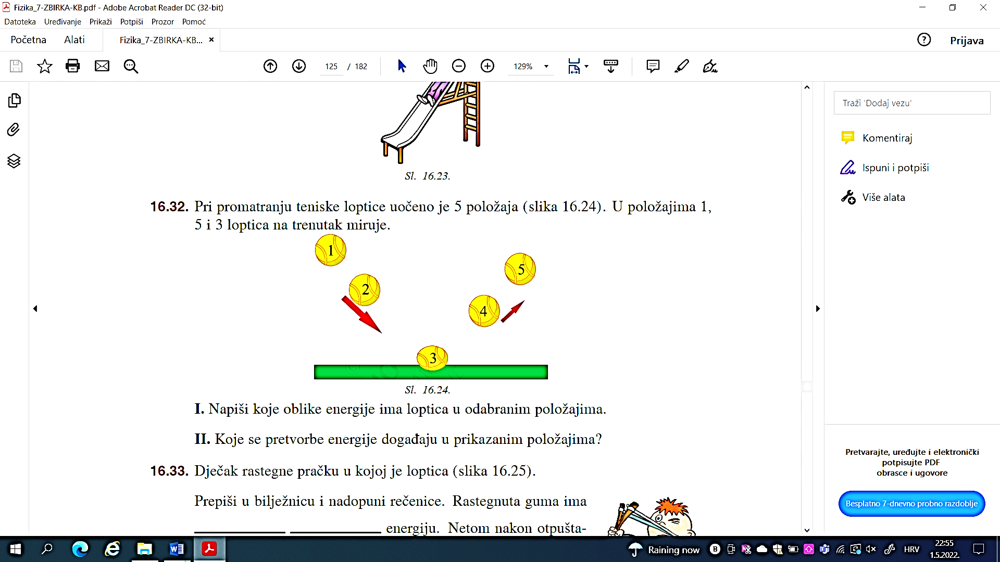 Fizika_7-ZBIRKA-KB.pdf - Adobe Acrobat Reader DC (32-bit)
Datoteka Uređivanje Prikaži Potpiši Prozor Pomoć
Početna Alati Fizika_7-ZBIRKA-KB... × Prijava
125 / 182 129%
Traži 'Dodaj vezu'
Komentiraj
Ispuni i potpiši
Više alata
Sl. 16.23.
16.32. Pri promatranju teniske loptice uočeno je 5 položaja (slika 16.24). U položajima 1,
5 i 3 loptica na trenutak miruje.
1
2
3
4
5
Sl. 16.24.
I. Napiši koje oblike energije ima loptica u odabranim položajima.
II. Koje se pretvorbe energije događaju u prikazanim položajima?
16.33. Dječak rastegne pračku u kojoj je loptica (slika 16.25).
Prepiši u bilježnicu i nadopuni rečenice. Rastegnuta guma ima
energiju. Netom nakon otpušta-
Pretvarajte, uređujte i elektronički
potpisujte PDF
obrasce i ugovore
Besplatno 7-dnevno probno razdoblje
Raining now HRV 22:55
1.5.2022.